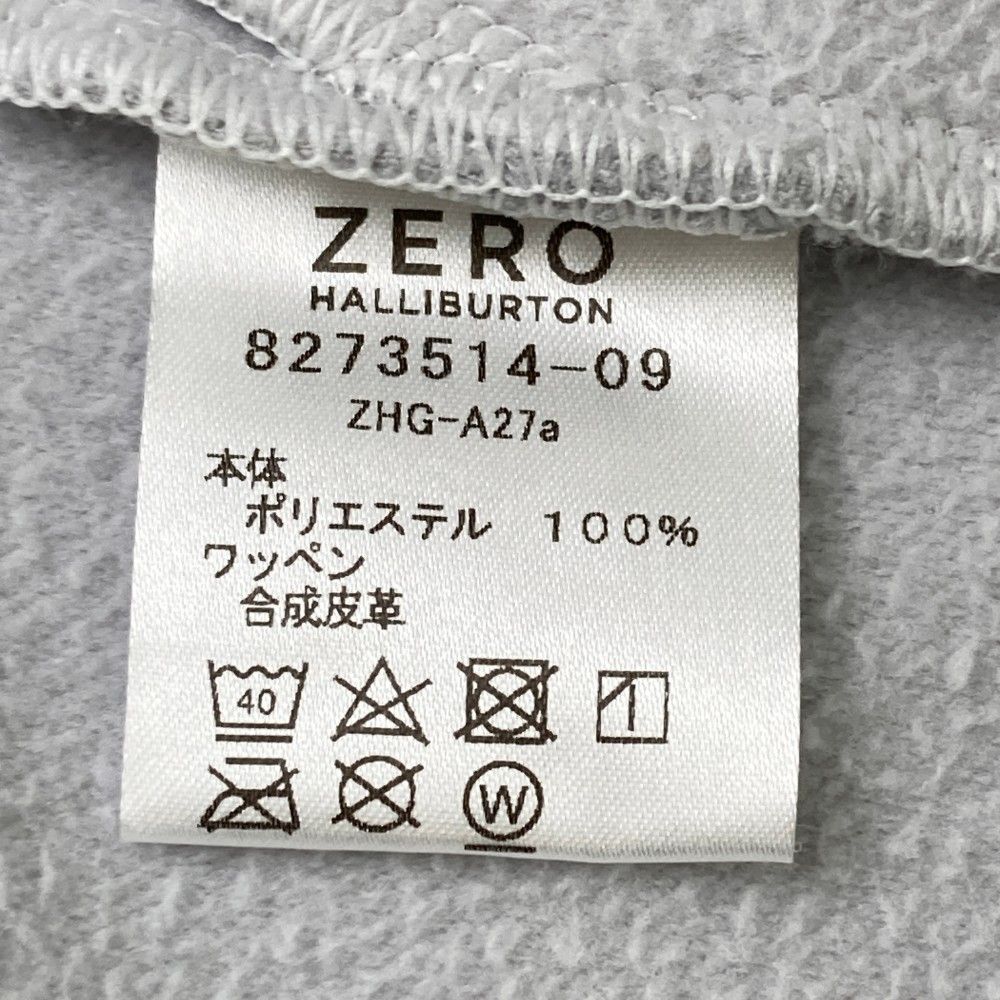 ZERO
HALLIBURTON
8273514-09
ZHG-A27a
本体
ポリエステル 100%
ワッペン
合成皮革
40
W